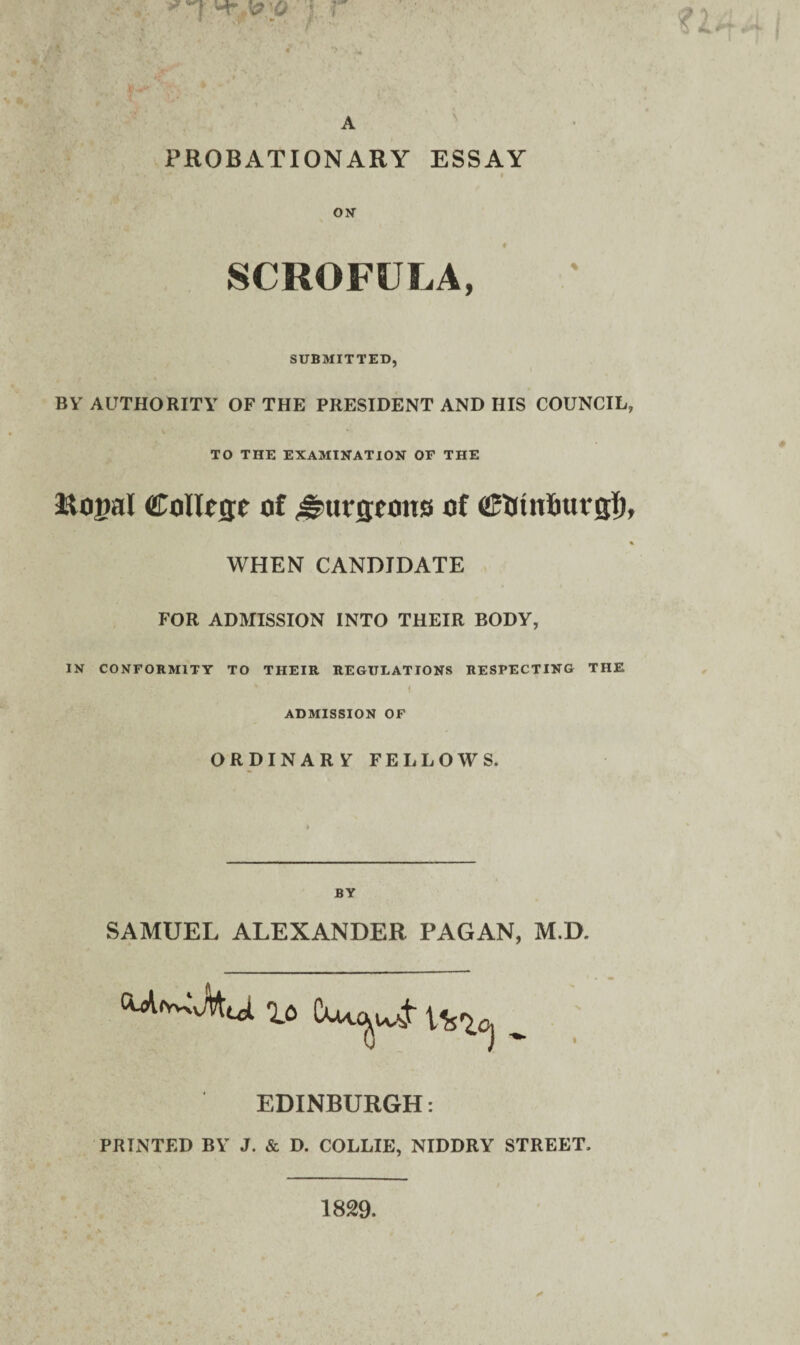 A
PROBATIONARY ESSAY
ON
SCROFULA,
SUBMITTED,
BY AUTHORITY OF THE PRESIDENT AND HIS COUNCIL,
TO THE EXAMINATION OF THE
Royal College of Surgeons of Edinburgh,
WHEN CANDIDATE
FOR ADMISSION INTO THEIR BODY,
IN CONFORMITY TO THEIR REGULATIONS RESPECTING THE
ADMISSION OF
ORDINARY FELLOWS.
BY
SAMUEL ALEXANDER PAGAN, M.D.
admitted 20 August 1829
EDINBURGH:
PRINTED BY J. & D. COLLIE, NIDDRY STREET.
1829.